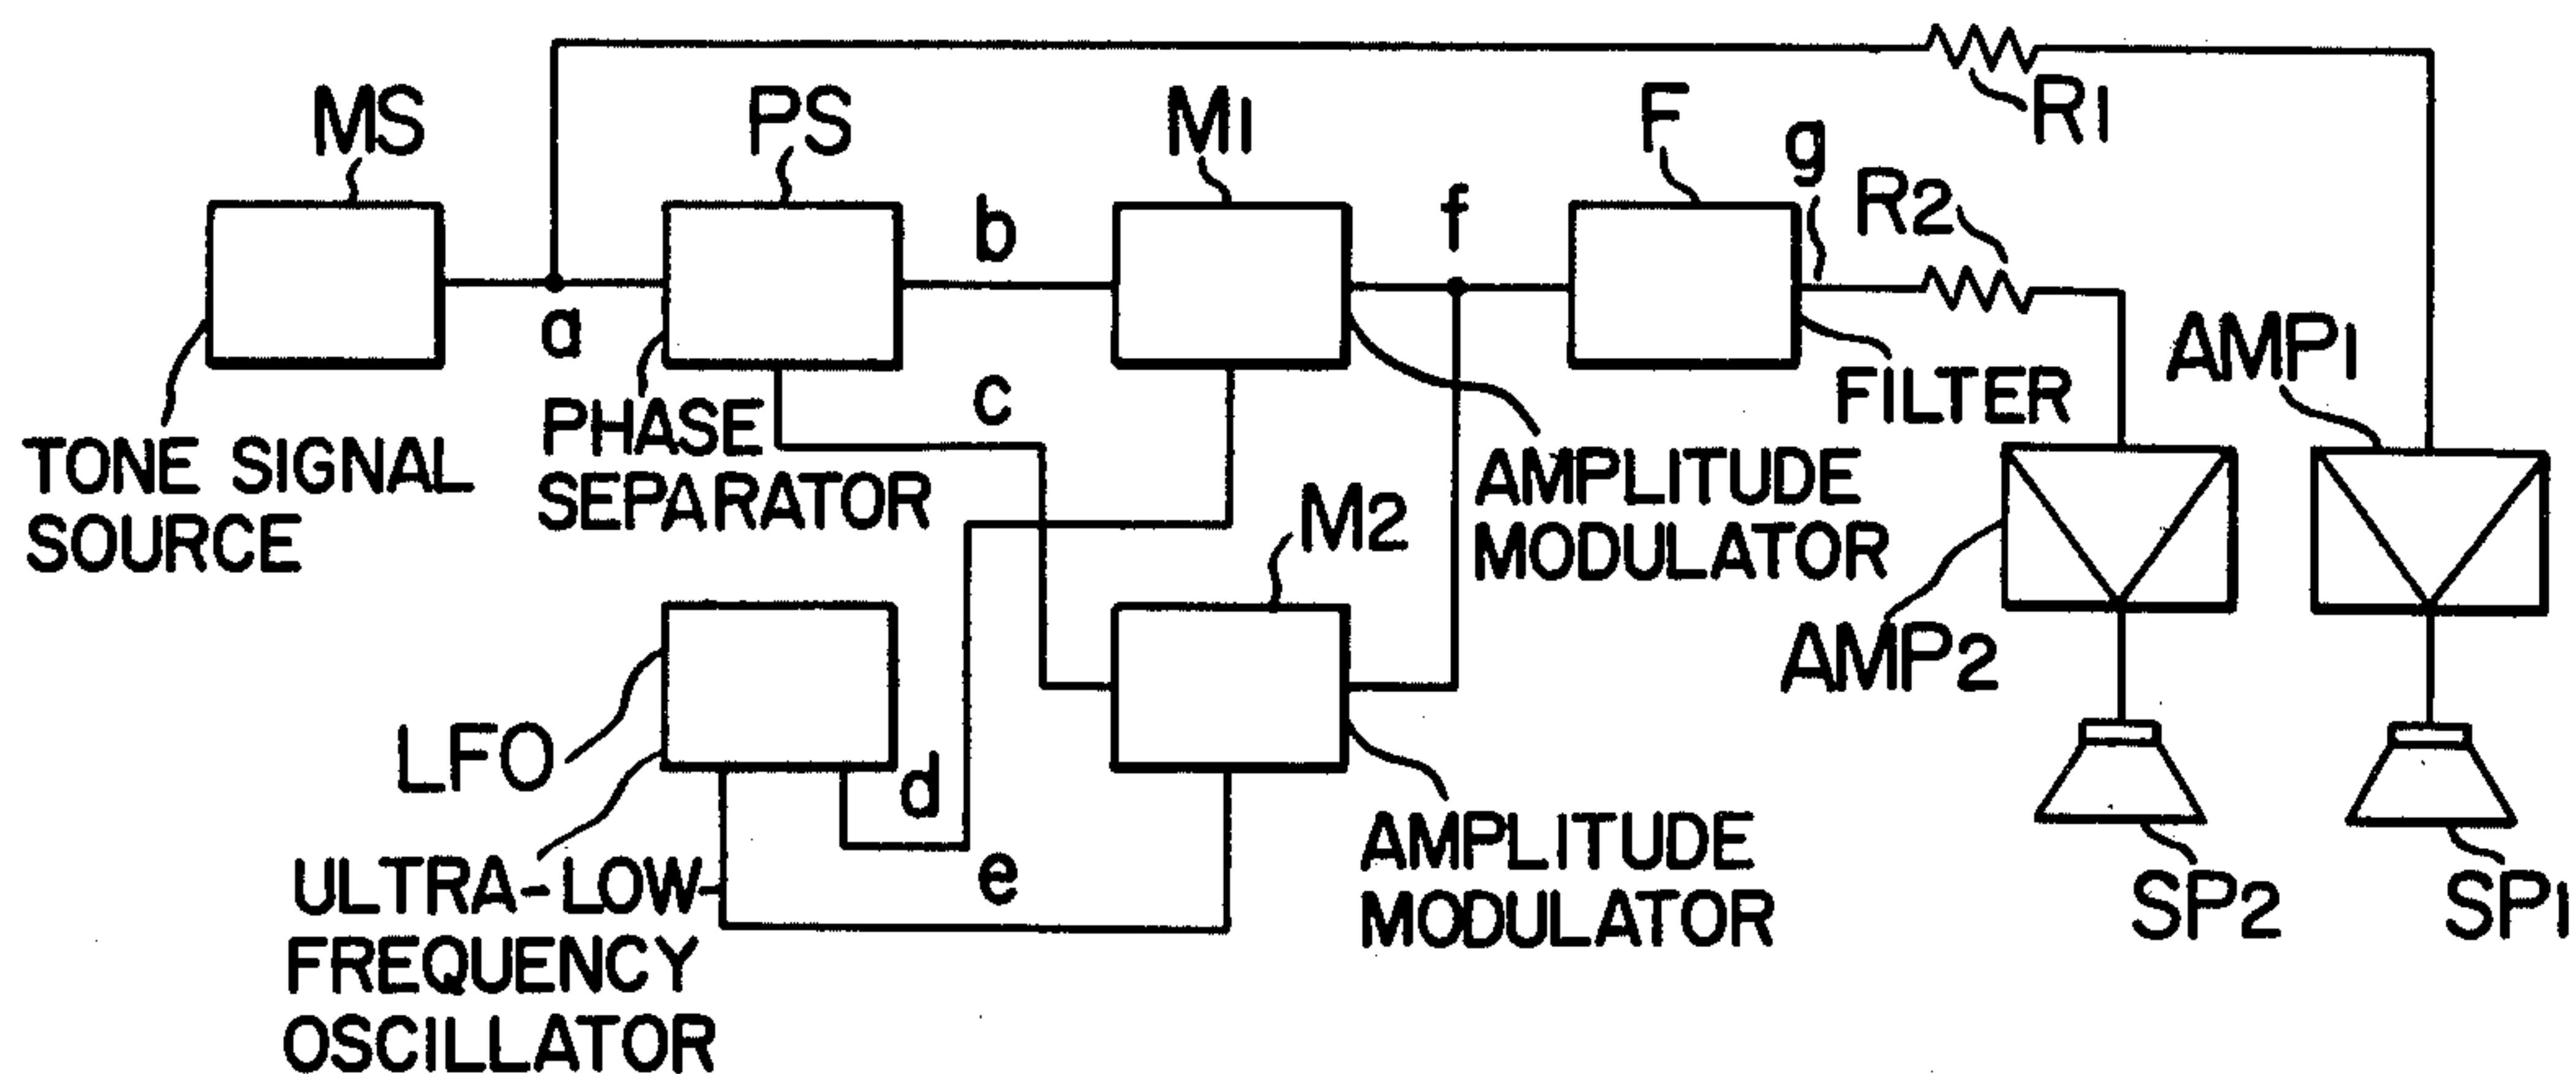 MS
PS
M1
F
g
R1
R2
b
f
a
c
AMP1
TONE SIGNAL
SOURCE
PHASE
SEPARATOR
FILTER
AMPLITUDE
MODULATOR
M2
AMP2
LFO
d
e
ULTRA-LOW-
FREQUENCY
OSCILLATOR
AMPLITUDE
MODULATOR
SP2
SP1